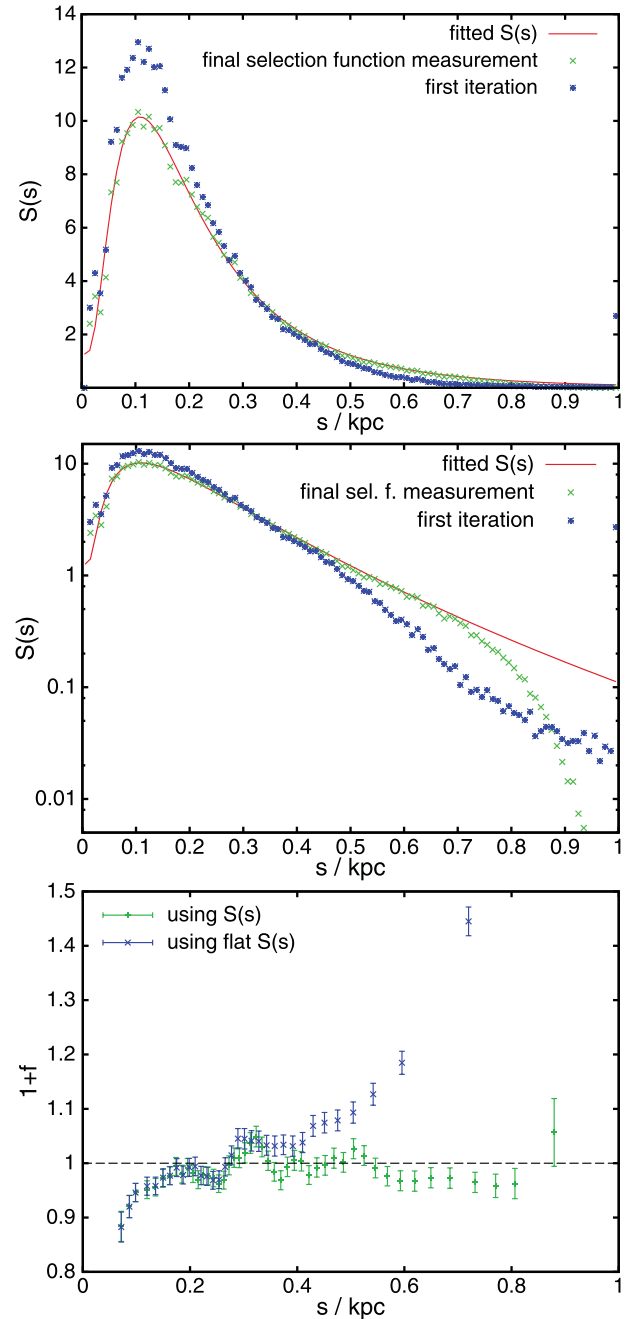 14
fitted S(s)
12
final selection function measurement
first iteration
10
8
S(s)
6
4
2
0 0.1 0.2 0.3 0.4 0.5 0.6 0.7 0.8 0.9 1
s / kpc
10
fitted S(s)
final sel. f. measurement
first iteration
1
S(s)
0.1
0.01
0 0.1 0.2 0.3 0.4 0.5 0.6 0.7 0.8 0.9 1
s / kpc
1.5
using S(s)
using flat S(s)
1.4
1.3
1.2
1+f
1.1
1
0.9
0.8
0 0.2 0.4 0.6 0.8 1
s / kpc